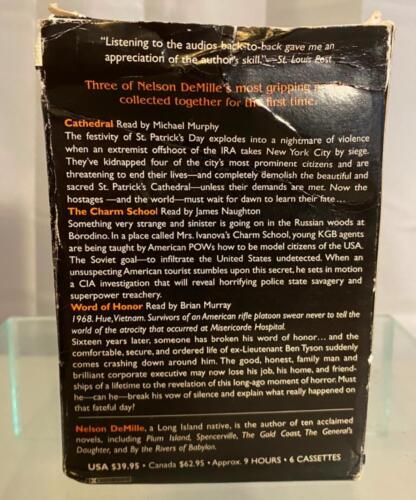 "Listening to the audios back-to-back gave me an
appreciation of the author's skill."—St. Louis Post
Three of Nelson DeMille's most gripping
collected together for the first time.
Cathedral Read by Michael Murphy
The festivity of St. Patrick's Day explodes into a nightmare of violence
when an extremist offshoot of the IRA takes New York City by siege.
They've kidnapped four of the city's most prominent citizens and are
threatening to end their lives—and completely demolish the beautiful and
sacred St. Patrick's Cathedral—unless their demands are met. Now the
hostages —and the world—must wait for dawn to learn their fate...
The Charm School Read by James Naughton
Something very strange and sinister is going on in the Russian woods at
Borodino. In a place called Mrs. Ivanova's Charm School, young KGB agents
are being taught by American POWs how to be model citizens of the USA.
The Soviet goal—to infiltrate the United States undetected. When an
unsuspecting American tourist stumbles upon this secret, he sets in motion
a CIA investigation that will reveal horrifying police state savagery and
superpower treachery.
Word of Honor Read by Brian Murray
1968. Hue, Vietnam. Survivors of an American rifle platoon swear never to tell the
world of the atrocity that occurred at Misericorde Hospital.
Sixteen years later, someone has broken his word of honor...and the
comfortable, secure, and ordered life of ex-Lieutenant Ben Tyson suddenly
comes crashing down around him. The good, honest, family man and
brilliant corporate executive may now lose his job, his home, and friend-
ships of a lifetime to the revelation of this long-ago moment of horror. Must
he—can he—break his vow of silence and explain what really happened on
that fateful day?
Nelson DeMille, a Long Island native, is the author of ten acclaimed
novels, including Plum Island, Spencerville, The Gold Coast, The General's
Daughter, and By the Rivers of Babylon.
USA $39.95 • Canada $62.95 • Approx. 9 HOURS • 6 CASSETTES